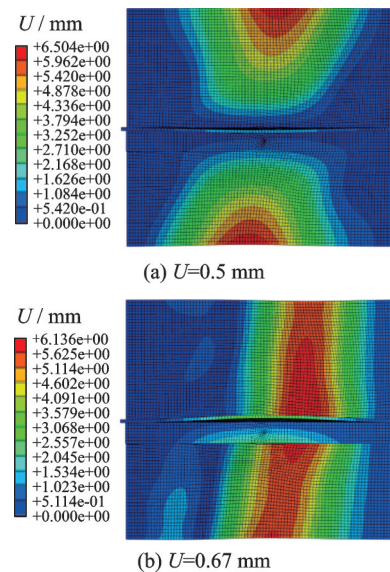 U / mm
+6.504e+00
+5.962e+00
+5.420e+00
+4.878e+00
+4.336e+00
+3.794e+00
+3.252e+00
+2.710e+00
+2.168e+00
+1.626e+00
+1.084e+00
+5.420e-01
+0.000e+00
(a) U=0.5 mm
U / mm
+6.136e+00
+5.625e+00
+5.114e+00
+4.602e+00
+4.091e+00
+3.579e+00
+3.068e+00
+2.557e+00
+2.045e+00
+1.534e+00
+1.023e+00
+5.114e-01
+0.000e+00
(b) U=0.67 mm